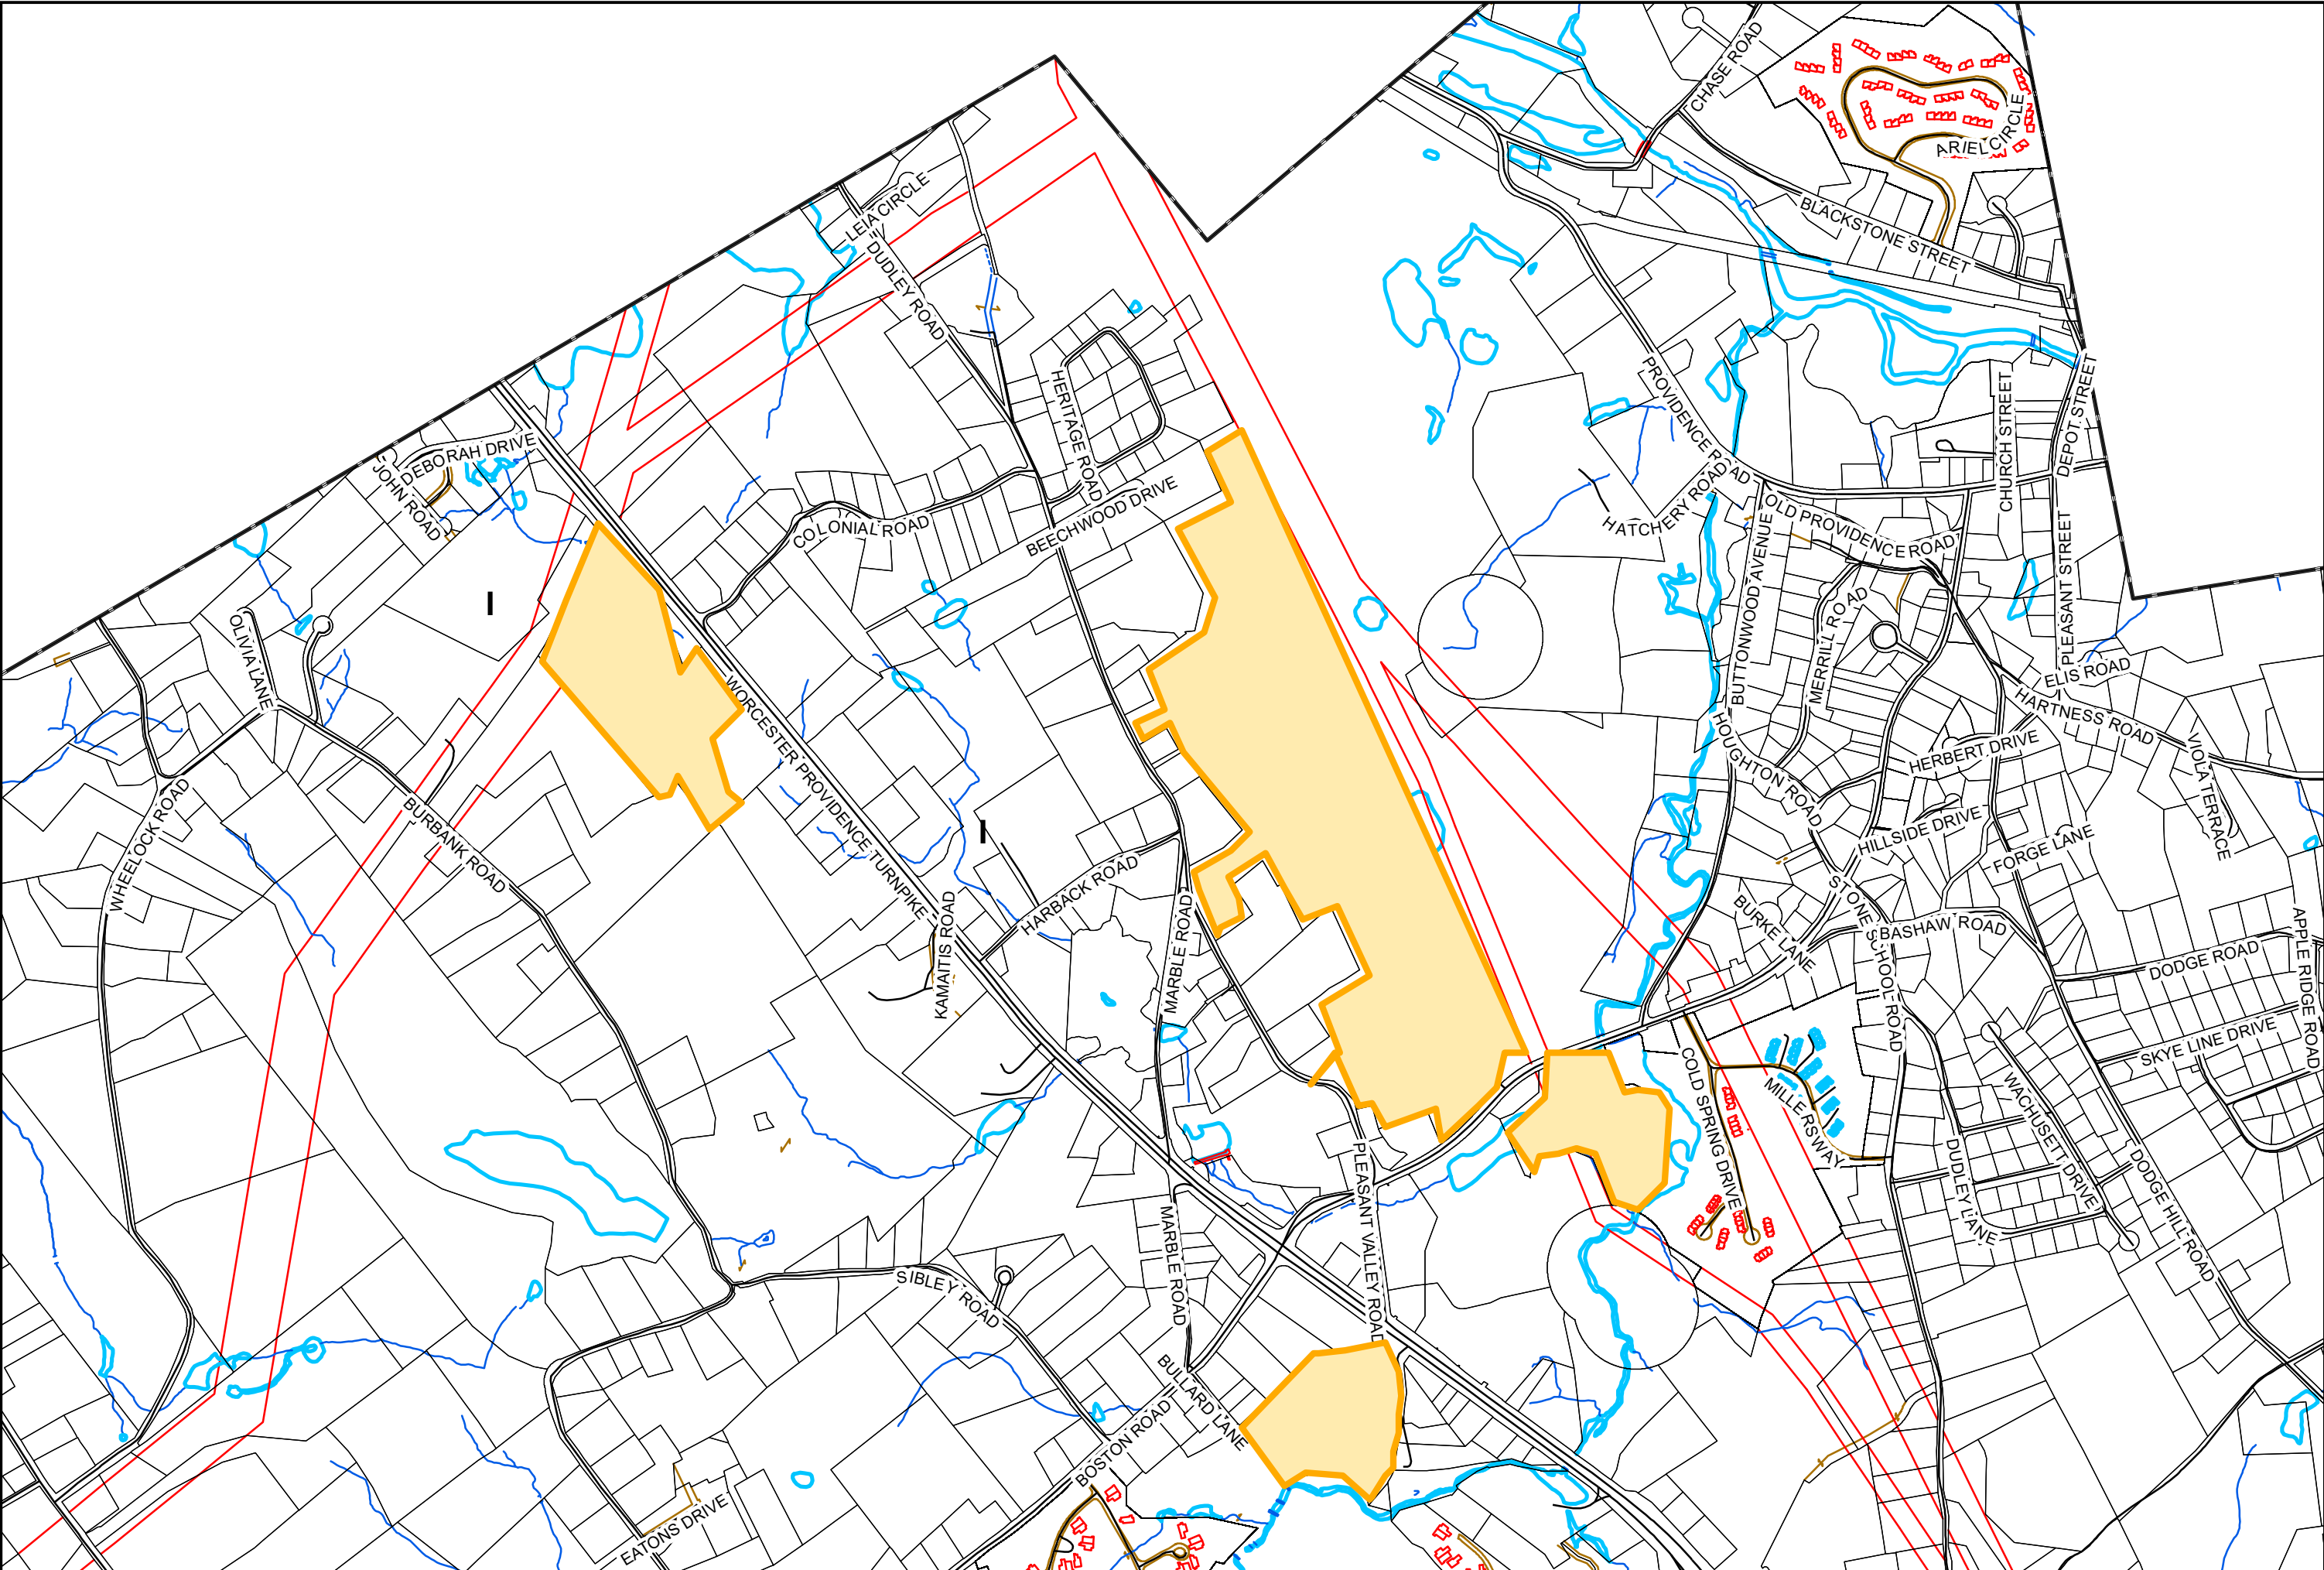 CHASE ROAD
ARIEL CIRCLE
BLACKSTONE STREET
LEIA CIRCLE
DUDLEY ROAD
HERITAGE ROAD
PROVIDENCE ROAD
CHURCH STREET
DEPOT STREET
DEBORAH DRIVE
JOHN ROAD
COLONIAL ROAD
BEECHWOOD DRIVE
HATCHERY ROAD
OLD PROVIDENCE ROAD
BUTTONWOOD AVENUE
PLEASANT STREET
I
OLIVIA LANE
MERRILL ROAD
ELIS ROAD
HARTNESS ROAD
WORCESTER PROVIDENCE TURNPIKE
HOUGHTON ROAD
HERBERT DRIVE
VIOLA TERRACE
WHEELOCK ROAD
BURBANK ROAD
I
HILLSIDE DRIVE
FORGE LANE
HARBACK ROAD
KAMAITIS ROAD
MARBLE ROAD
BURKE LANE
STONE SCHOOL ROAD
BASHAW ROAD
DODGE ROAD
APPLE RIDGE ROAD
SKYE LINE DRIVE
COLD SPRING DRIVE
MILLERSWAY
WACHUSETT DRIVE
DUDLEY LANE
DODGE HILL ROAD
PLEASANT VALLEY ROAD
MARBLE ROAD
SIBLEY ROAD
BULLARD LANE
BOSTON ROAD
EATONS DRIVE